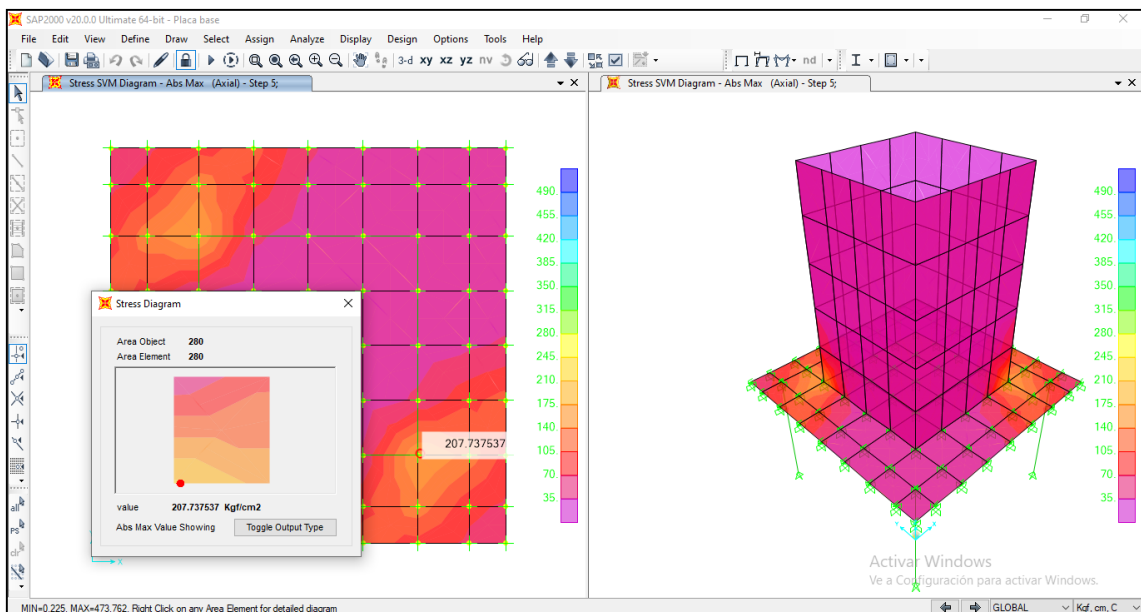 SAP2000 v20.0.0 Ultimate 64-bit - Placa base
File Edit View Define Draw Select Assign Analyze Display Design Options Tools Help
3-d xy xz yz nv nd
Stress SVM Diagram - Abs Max (Axial) - Step 5;
Stress SVM Diagram - Abs Max (Axial) - Step 5;
490.
455.
420.
385.
350.
315.
280.
245.
210.
175.
140.
105.
70.
35.
490.
455.
420.
385.
350.
315.
280.
245.
210.
175.
140.
105.
70.
35.
207.737537
Stress Diagram
Area Object 280
Area Element 280
value 207.737537 Kgf/cm2
Abs Max Value Showing Toggle Output Type
X
all
PS
clr
Activar Windows
Ve a Configuración para activar Windows.
MIN=0.225, MAX=473.762, Right Click on any Area Element for detailed diagram
GLOBAL Kgf, cm, C